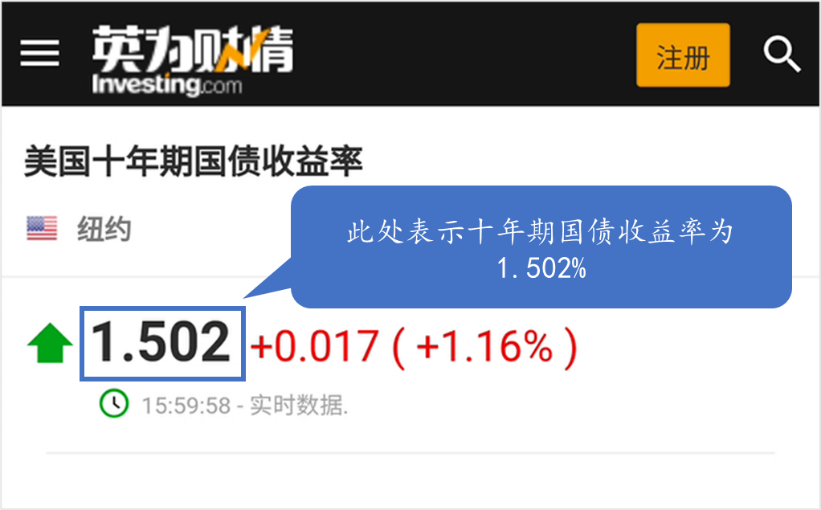 英为财情
Investing.com
注册
美国十年期国债收益率
纽约
此处表示十年期国债收益率为
1.502%
1.502 +0.017 ( +1.16% )
15:59:58 - 实时数据.